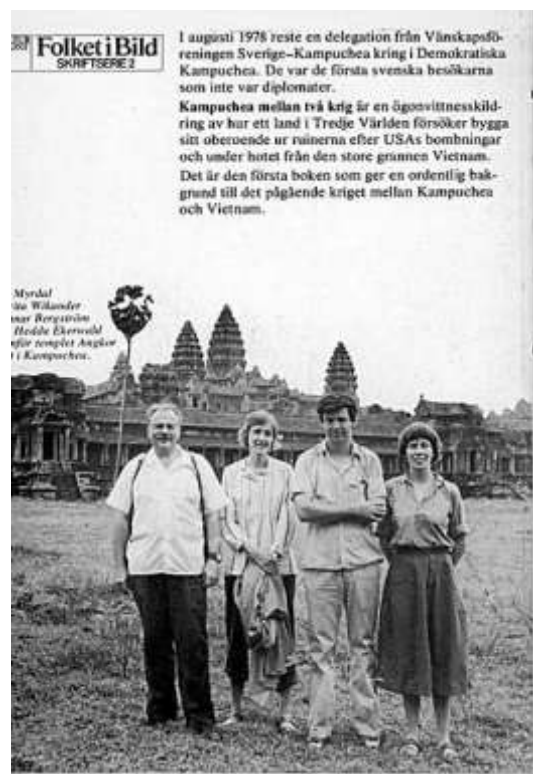 Folket i Bild
SKRIFTSERIE 2
I augusti 1978 reste en delegation från Vänskapsfö-
reningen Sverige–Kampuchea kring i Demokratiska
Kampuchea. De var de första svenska besökarna
som inte var diplomater.
Kampuchea mellan två krig är en ögonvittnesskild-
ring av hur ett land i Tredje Världen försöker bygga
sitt oberoende ur ruinerna efter USAs bombningar
och under hotet från den store grannen Vietnam.
Det är den första boken som ger en ordentlig bak-
grund till det pågående kriget mellan Kampuchea
och Vietnam.
Myrdal
Wikander
Bergström
Hedda Ekerwald
templet Angkor
i Kampuchea.